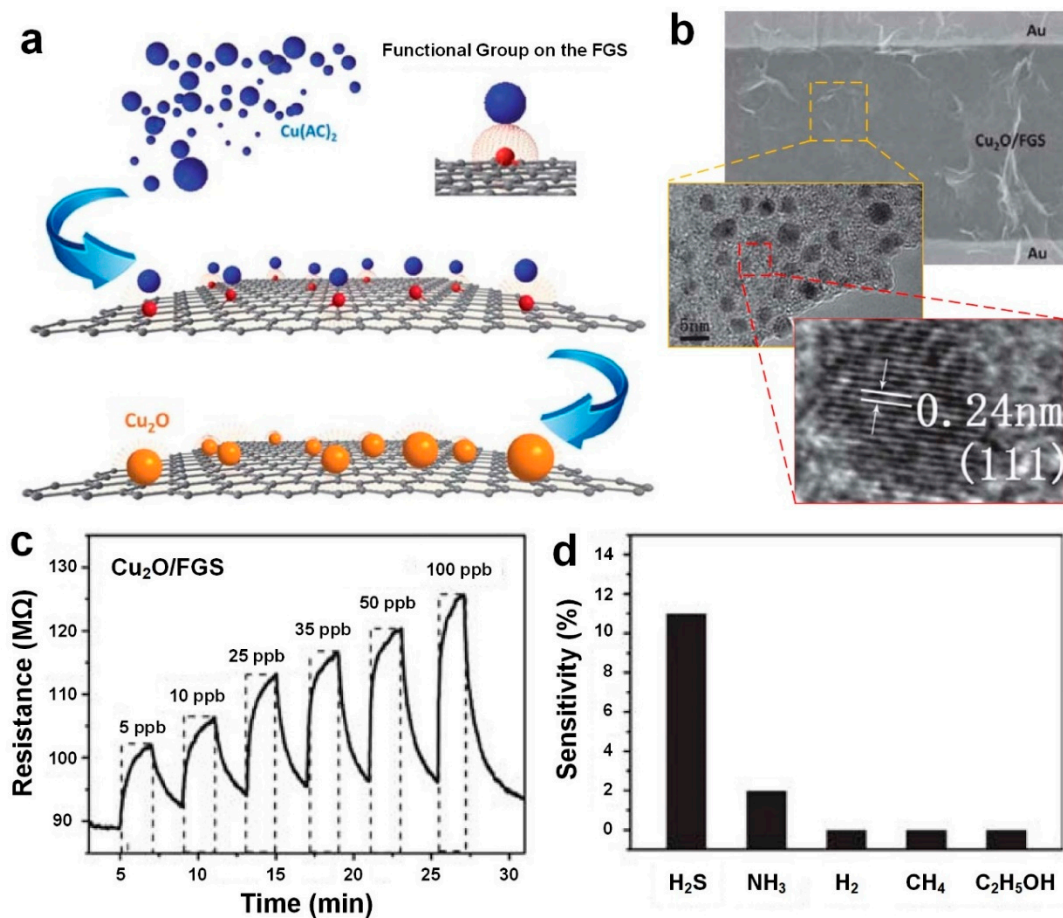 a
Functional Group on the FGS
Cu(AC)₂
Cu₂O
b
Au
Cu₂O/FGS
Au
5nm
0.24nm
(111)
c
Cu₂O/FGS
5 ppb
10 ppb
25 ppb
35 ppb
50 ppb
100 ppb
Resistance (MΩ)
130
120
110
100
90
5 10 15 20 25 30
Time (min)
d
Sensitivity (%)
14
12
10
8
6
4
2
0
H₂S NH₃ H₂ CH₄ C₂H₅OH